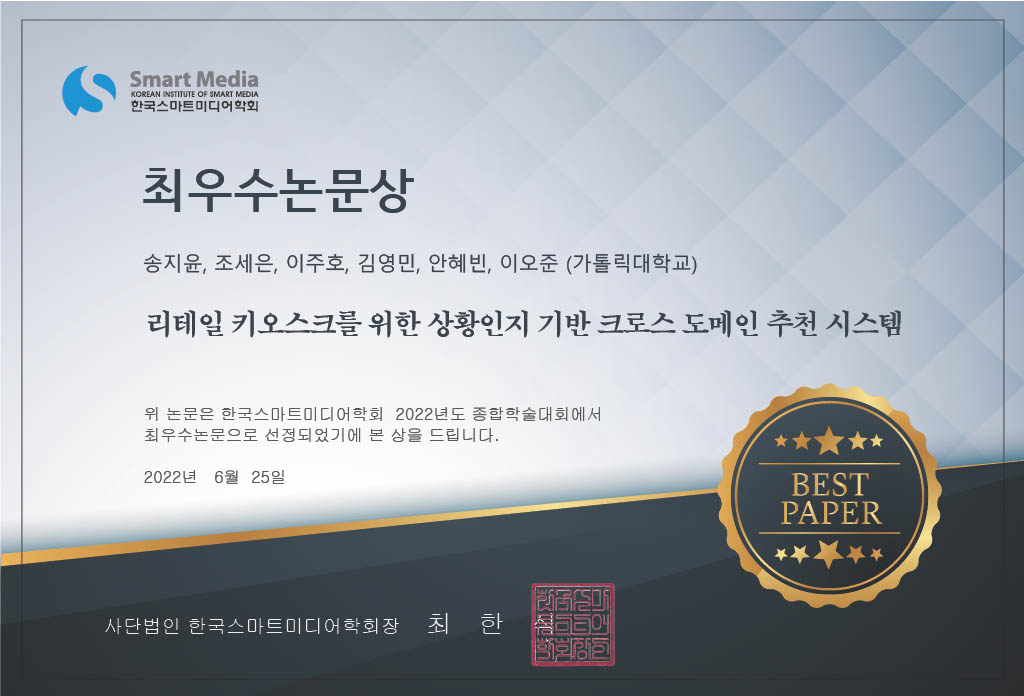 Smart Media
KOREAN INSTITUTE OF SMART MEDIA
한국스마트미디어학회
최우수논문상
송지윤, 조세은, 이주호, 김영민, 안혜빈, 이오준 (가톨릭대학교)
리테일 키오스크를 위한 상황인지 기반 크로스 도메인 추천 시스템
위 논문은 한국스마트미디어학회 2022년도 종합학술대회에서
최우수논문으로 선정되었기에 본 상을 드립니다.
2022년 6월 25일
BEST
PAPER
사단법인 한국스마트미디어학회장 최 한